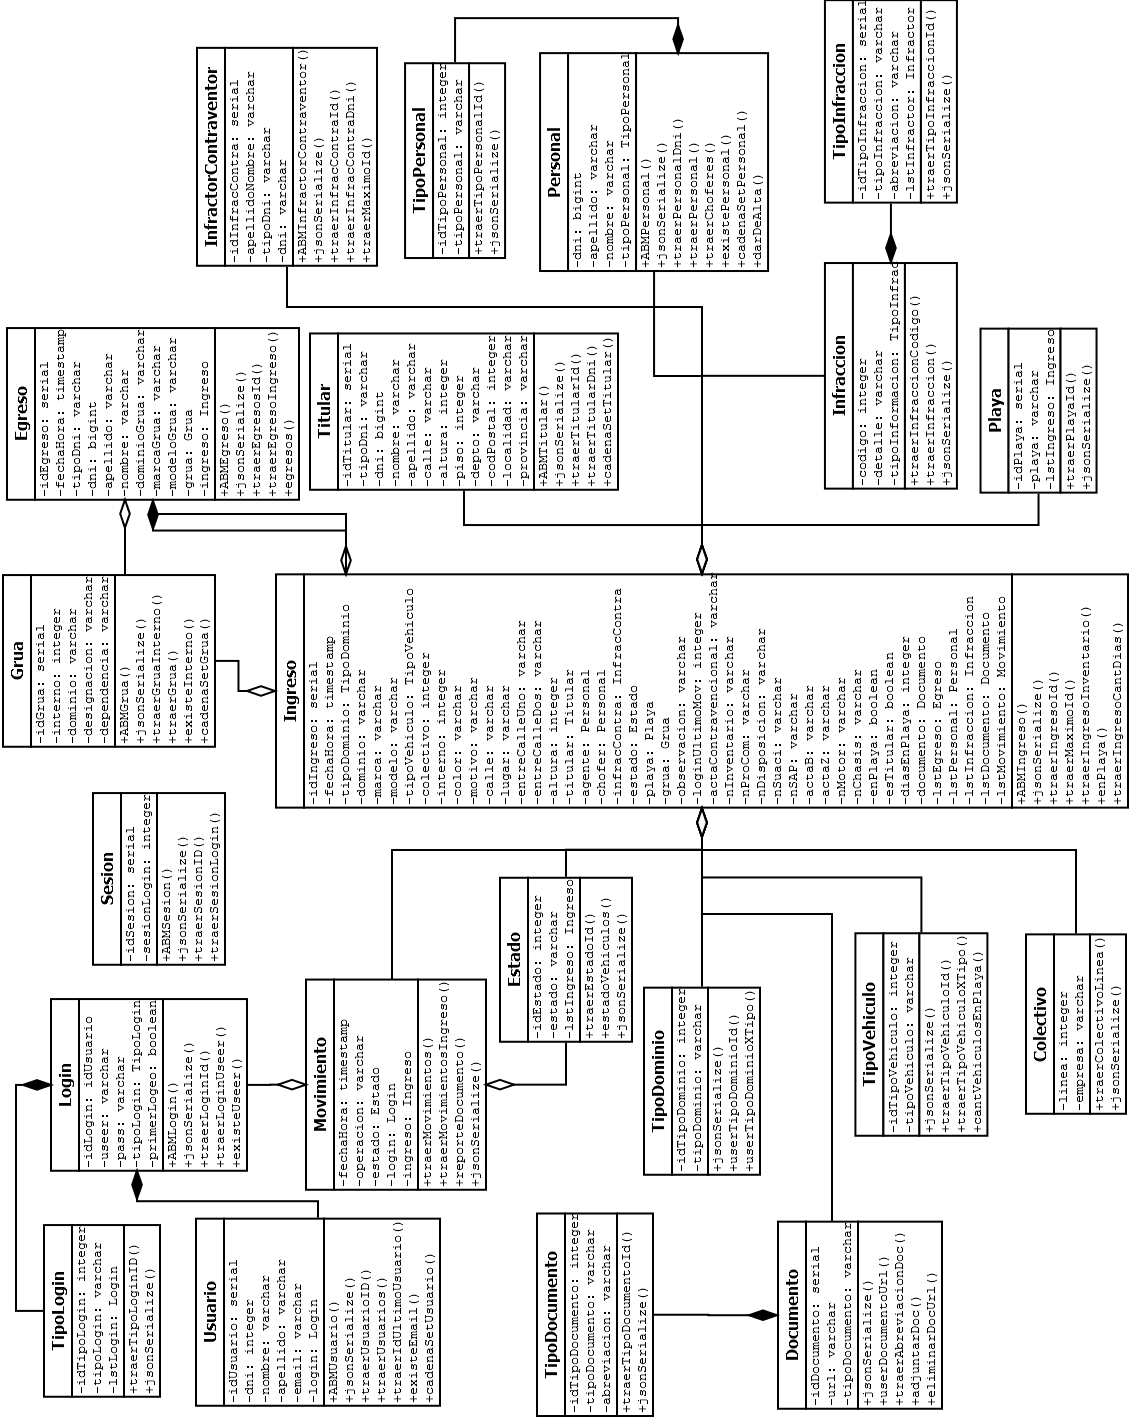 InfractorContraventor
-idInfracContra: serial
-apellidoNombre: varchar
-tipoDni: varchar
-dni: varchar
+ABMInfractorContraventor()
+jsonSerialize()
+traerInfracContraId()
+traerInfracContraDni()
+traerMaximoId()
TipoPersonal
-idTipoPersonal: integer
-tipoPersonal: varchar
+traerTipoPersonalId()
+jsonSerialize()
Personal
-dni: bigint
-apellido: varchar
-nombre: varchar
-tipoPersonal: TipoPersonal
+ABMPersonal()
+jsonSerialize()
+traerPersonalDni()
+traerPersonal()
+traerChoferes()
+existePersonal()
+cadenaSetPersonal()
+darDeAlta()
TipoInfraccion
-idTipoInfraccion: serial
-tipoInfraccion: varchar
-abreviacion: varchar
-lstInfractor: Infractor
+traerTipoInfraccionId()
+jsonSerialize()
Egreso
-idEgreso: serial
-fechaHora: timestamp
-tipoDni: varchar
-dni: bigint
-apellido: varchar
-nombre: varchar
-dominioGrua: varchar
-marcaGrua: varchar
-modeloGrua: varchar
-grua: Grua
-ingreso: Ingreso
+ABMEgreso()
+jsonSerialize()
+traerEgresosId()
+traerEgresoIngreso()
+egresos()
Titular
-idTitular: serial
-tipoDni: varchar
-dni: bigint
-nombre: varchar
-apellido: varchar
-calle: varchar
-altura: integer
-piso: integer
-depto: varchar
-codPostal: integer
-localidad: varchar
-provincia: varchar
+ABMTitular()
+jsonSerialize()
+traerTitularId()
+traerTitularDni()
+cadenaSetTitular()
Infraccion
-codigo: integer
-detalle: varchar
-tipoInformacion: TipoInfrac
+traerInfraccionCodigo()
+traerInfraccion()
+jsonSerialize()
Playa
-idPlaya: serial
-playa: varchar
-lstIngreso: Ingreso
+traerPlayaId()
+jsonSerialize()
Grua
-idGrua: serial
-interno: integer
-dominio: varchar
-designacion: varchar
-dependencia: varchar
+ABMGrua()
+jsonSerialize()
+traerGruaInterno()
+traerGrua()
+existeInterno()
+cadenaSetGrua()
Ingreso
-idIngreso: serial
-fechaHora: timestamp
-tipoDominio: TipoDominio
-dominio: varchar
-marca: varchar
-modelo: varchar
-tipoVehiculo: TipoVehiculo
-colectivo: integer
-interno: integer
-color: varchar
-motivo: varchar
-calle: varchar
-lugar: varchar
-entreCalleUno: varchar
-entreCalleDos: varchar
-altura: integer
-titular: Titular
-agente: Personal
-chofer: Personal
-infracContra: InfracContra
-estado: Estado
-playa: Playa
-grua: Grua
-observacion: varchar
-loginUltimoMov: integer
-actaContravencional: varchar
-nInventario: varchar
-nProCom: varchar
-nDisposicion: varchar
-nSuaci: varchar
-nSAP: varchar
-actaB: varchar
-actaZ: varchar
-nMotor: varchar
-nChasis: varchar
-enPlaya: boolean
-esTitular: boolean
-diasEnPlaya: integer
-documento: Documento
-lstEgreso: Egreso
-lstPersonal: Personal
-lstInfraccion: Infraccion
-lstDocumento: Documento
-lstMovimiento: Movimiento
+ABMIngreso()
+jsonSerialize()
+traerIngresoId()
+traerMaximoId()
+traerIngresoInventario()
+enPlaya()
+traerIngresoCantDias()
Sesion
-idSesion: serial
-sesionLogin: integer
+ABMSesion()
+jsonSerialize()
+traerSesionID()
+traerSesionLogin()
Login
-idLogin: idUsuario
-useer: varchar
-pass: varchar
-tipoLogin: TipoLogin
-primerLogeo: boolean
+ABMLogin()
+jsonSerialize()
+traerLoginId()
+traerLoginUseer()
+existeUseer()
Movimiento
-fechaHora: timestamp
-operacion: varchar
-estado: Estado
-login: Login
-ingreso: Ingreso
+traerMovimientos()
+traerMovimientosIngreso()
+reporteDocumento()
+jsonSerialize()
Estado
-idEstado: integer
-estado: varchar
-lstIngreso: Ingreso
+traerEstadoId()
+estadoVehiculos()
+jsonSerialize()
TipoDominio
-idTipoDominio: integer
-tipoDominio: varchar
+jsonSerialize()
+userTipoDominioId()
+userTipoDominioXTipo()
TipoVehiculo
-idTipoVehiculo: integer
-tipoVehiculo: varchar
+jsonSerialize()
+traerTipoVehiculoId()
+traerTipoVehiculoXTipo()
+cantVehiculosEnPlaya()
Colectivo
-linea: integer
-empresa: varchar
+traerColectivoLinea()
+jsonSerialize()
TipoLogin
-idTipoLogin: integer
-tipoLogin: varchar
-lstLogin: Login
+traerTipoLoginID()
+jsonSerialize()
Usuario
-idUsuario: serial
-dni: integer
-nombre: varchar
-apellido: varchar
-email: varchar
-login: Login
+ABMUsuario()
+jsonSerialize()
+traerUsuarioID()
+traerUsuarios()
+traerIdUltimoUsuario()
+existeEmail()
+cadenaSetUsuario()
TipoDocumento
-idTipoDocumento: integer
-tipoDocumento: varchar
-abreviacion: varchar
+traerTipoDocumentoId()
+jsonSerialize()
Documento
-idDocumento: serial
-url: varchar
-tipoDocumento: varchar
+jsonSerialize()
+userDocumentoUrl()
+traerAbreviacionDoc()
+adjuntarDoc()
+eliminarDocUrl()